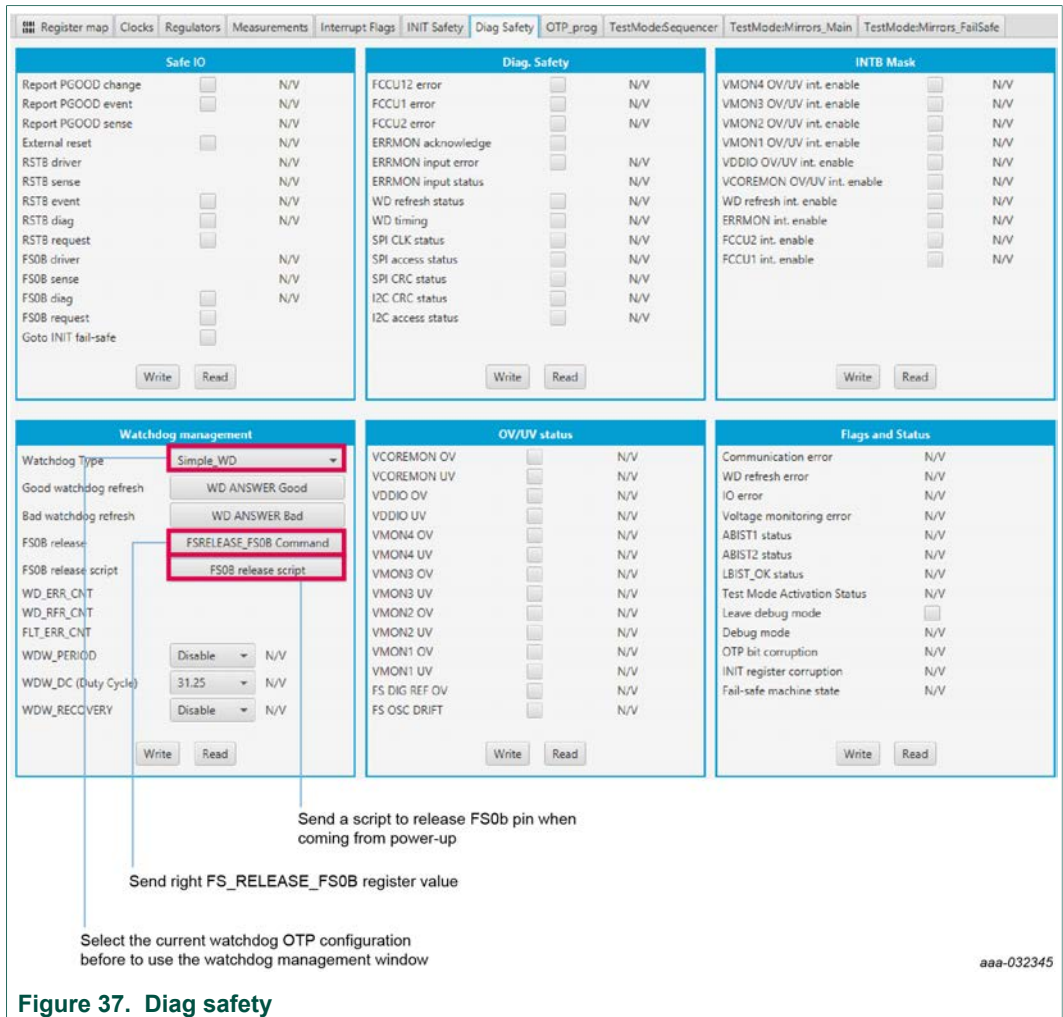 Register map Clocks Regulators Measurements Interrupt Flags INIT Safety Diag Safety OTP_prog TestMode:Sequencer TestMode:Mirrors_Main TestMode:Mirrors_FailSafe
Safe IO
Report PGOOD change N/V
Report PGOOD event N/V
Report PGOOD sense N/V
External reset N/V
RSTB driver N/V
RSTB sense N/V
RSTB event N/V
RSTB diag N/V
RSTB request
FS0B driver N/V
FS0B sense N/V
FS0B diag N/V
FS0B request
Goto INIT fail-safe
Write Read
Diag. Safety
FCCU12 error N/V
FCCU1 error N/V
FCCU2 error N/V
ERRMON acknowledge
ERRMON input error N/V
ERRMON input status N/V
WD refresh status N/V
WD timing N/V
SPI CLK status N/V
SPI access status N/V
SPI CRC status N/V
I2C CRC status N/V
I2C access status N/V
Write Read
INTB Mask
VMON4 OV/UV int. enable N/V
VMON3 OV/UV int. enable N/V
VMON2 OV/UV int. enable N/V
VMON1 OV/UV int. enable N/V
VDDIO OV/UV int. enable N/V
VCOREMON OV/UV int. enable N/V
WD refresh int. enable N/V
ERRMON int. enable N/V
FCCU2 int. enable N/V
FCCU1 int. enable N/V
Write Read
Watchdog management
Watchdog Type Simple_WD
Good watchdog refresh WD ANSWER Good
Bad watchdog refresh WD ANSWER Bad
FS0B release FSRELEASE_FS0B Command
FS0B release script FS0B release script
WD_ERR_CNT
WD_RFR_CNT
FLT_ERR_CNT
WDW_PERIOD Disable N/V
WDW_DC (Duty Cycle) 31.25 N/V
WDW_RECOVERY Disable N/V
Write Read
OV/UV status
VCOREMON OV N/V
VCOREMON UV N/V
VDDIO OV N/V
VDDIO UV N/V
VMON4 OV N/V
VMON4 UV N/V
VMON3 OV N/V
VMON3 UV N/V
VMON2 OV N/V
VMON2 UV N/V
VMON1 OV N/V
VMON1 UV N/V
FS DIG REF OV N/V
FS OSC DRIFT N/V
Write Read
Flags and Status
Communication error N/V
WD refresh error N/V
IO error N/V
Voltage monitoring error N/V
ABIST1 status N/V
ABIST2 status N/V
LBIST_OK status N/V
Test Mode Activation Status N/V
Leave debug mode
Debug mode N/V
OTP bit corruption N/V
INIT register corruption N/V
Fail-safe machine state N/V
Write Read
Send a script to release FS0b pin when
coming from power-up
Send right FS_RELEASE_FS0B register value
Select the current watchdog OTP configuration
before to use the watchdog management window
aaa-032345
Figure 37. Diag safety